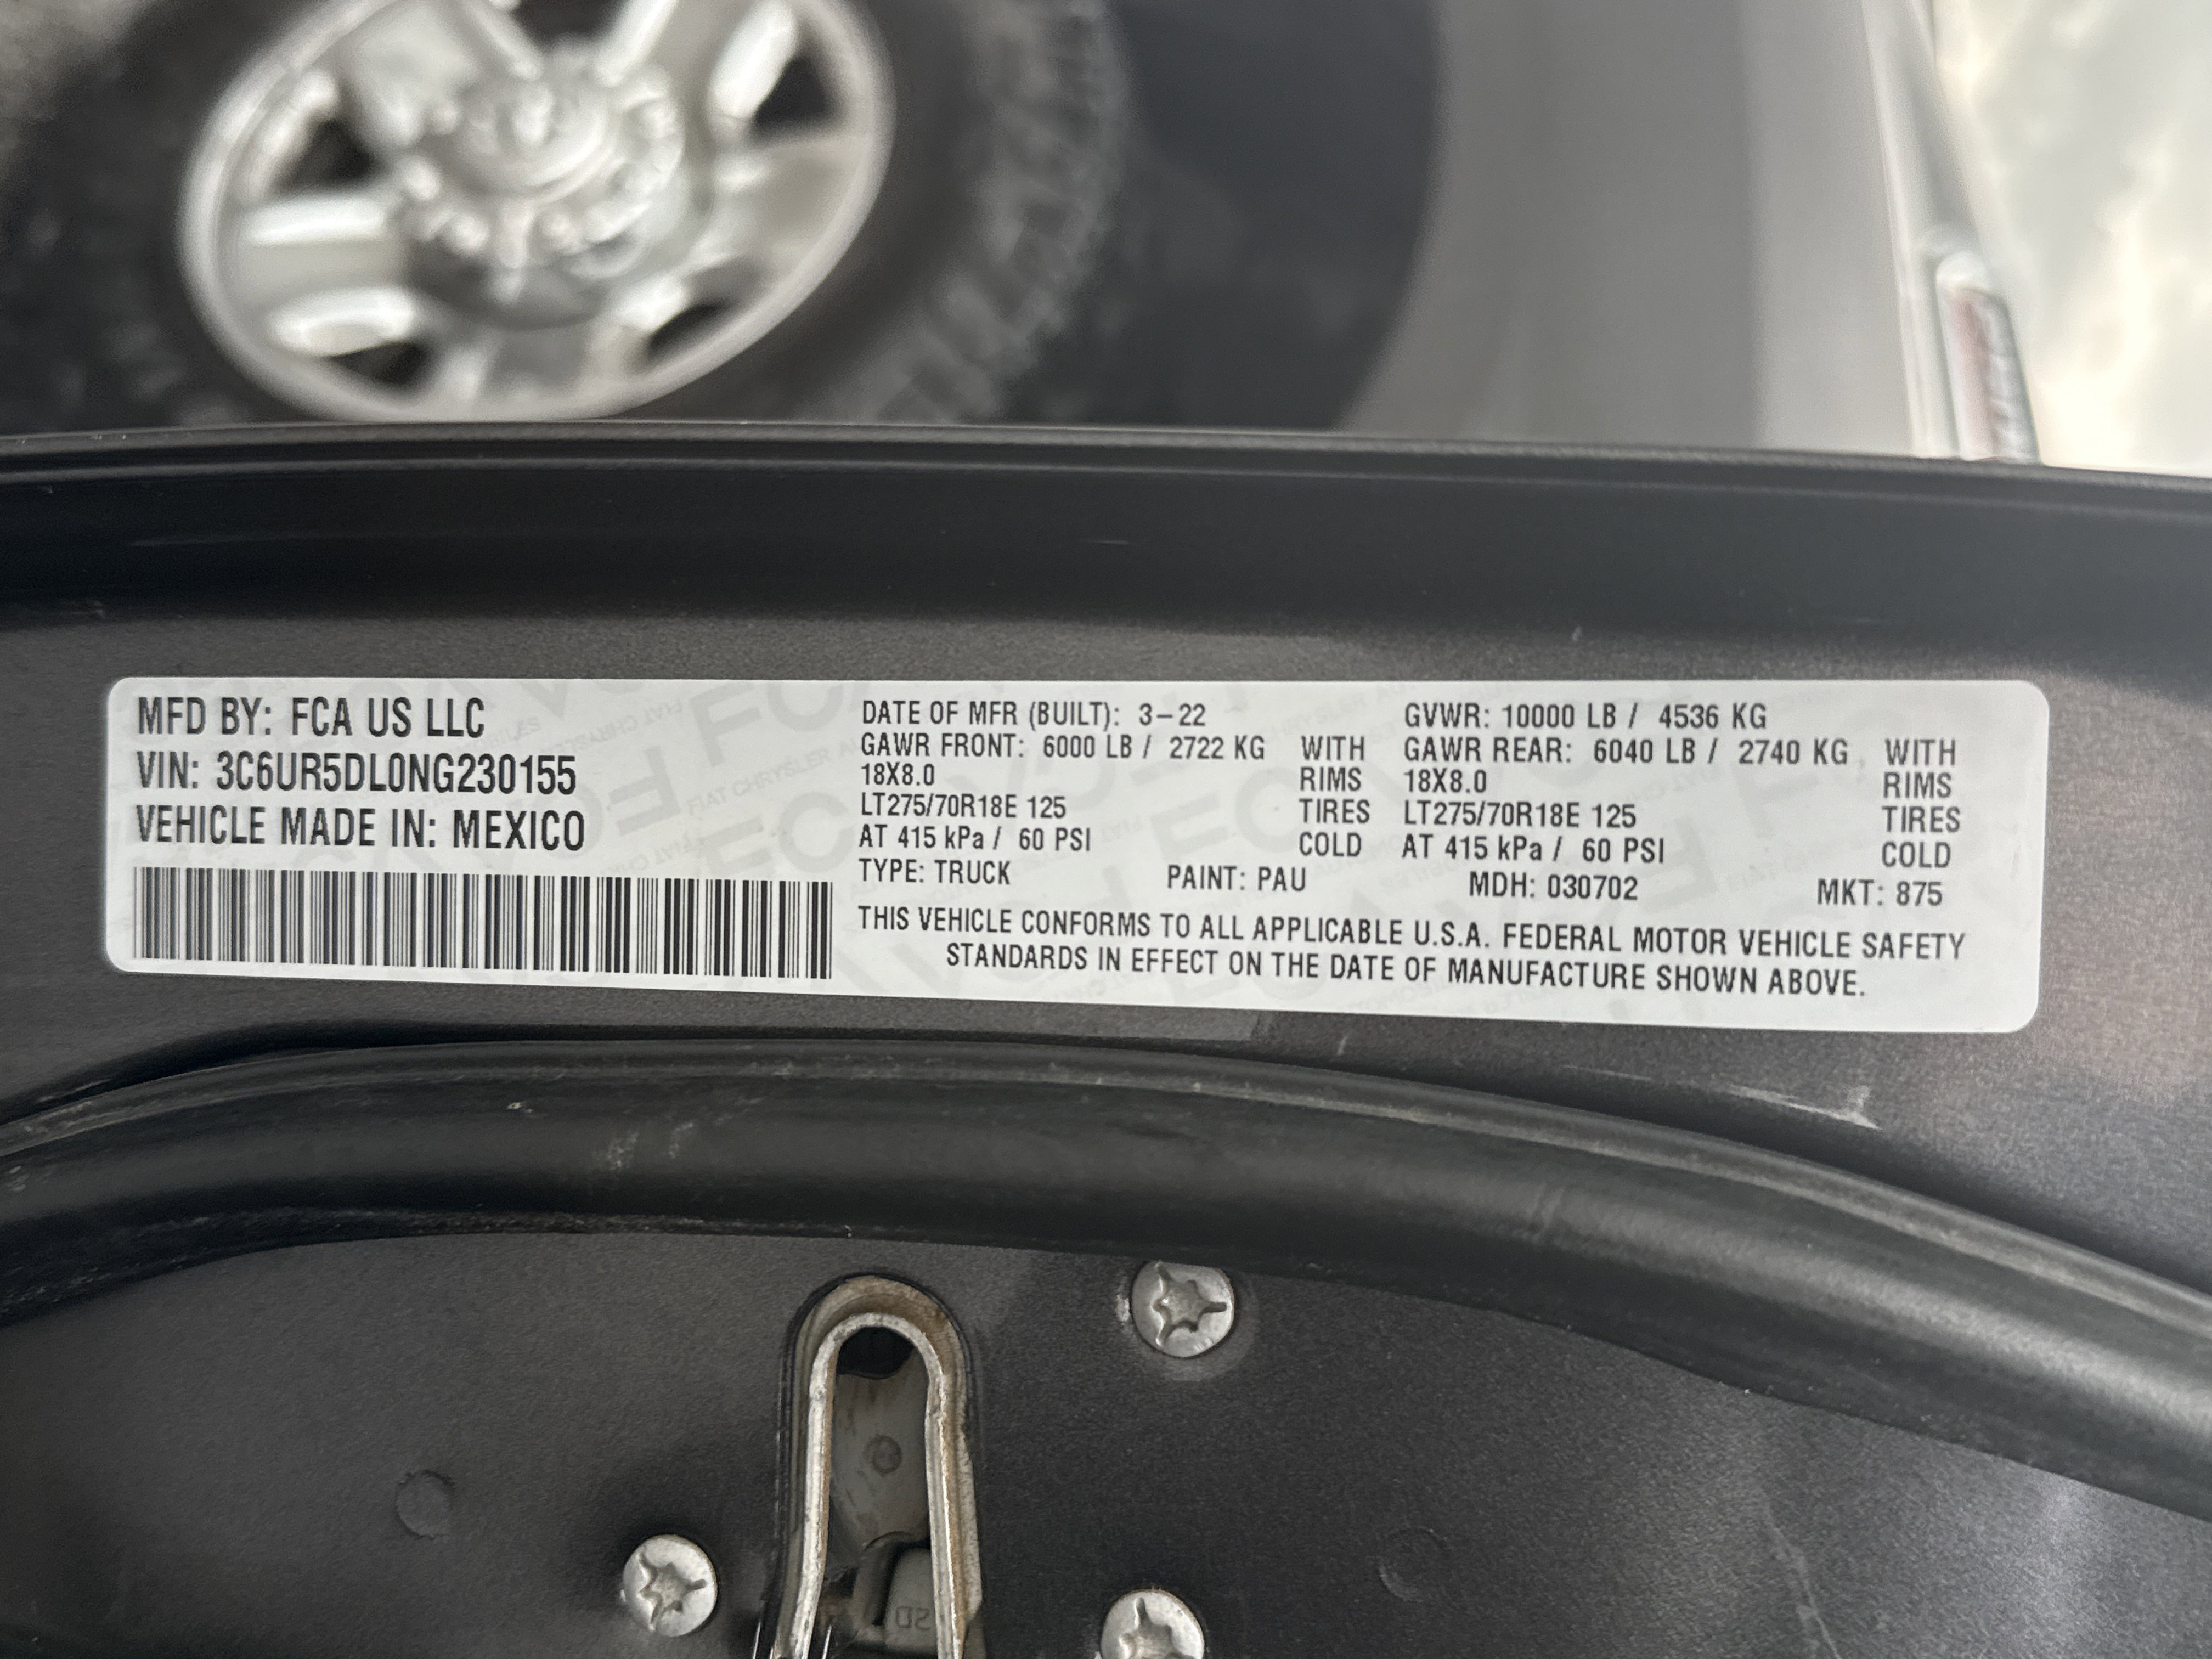 MFD BY: FCA US LLC
VIN: 3C6UR5DL0NG230155
VEHICLE MADE IN: MEXICO
DATE OF MFR (BUILT): 3-22 GVWR: 10000 LB / 4536 KG
GAWR FRONT: 6000 LB / 2722 KG WITH GAWR REAR: 6040 LB / 2740 KG WITH
18X8.0 RIMS 18X8.0 RIMS
LT275/70R18E 125 TIRES LT275/70R18E 125 TIRES
AT 415 kPa / 60 PSI COLD AT 415 kPa / 60 PSI COLD
TYPE: TRUCK PAINT: PAU MDH: 030702 MKT: 875
THIS VEHICLE CONFORMS TO ALL APPLICABLE U.S.A. FEDERAL MOTOR VEHICLE SAFETY
STANDARDS IN EFFECT ON THE DATE OF MANUFACTURE SHOWN ABOVE.